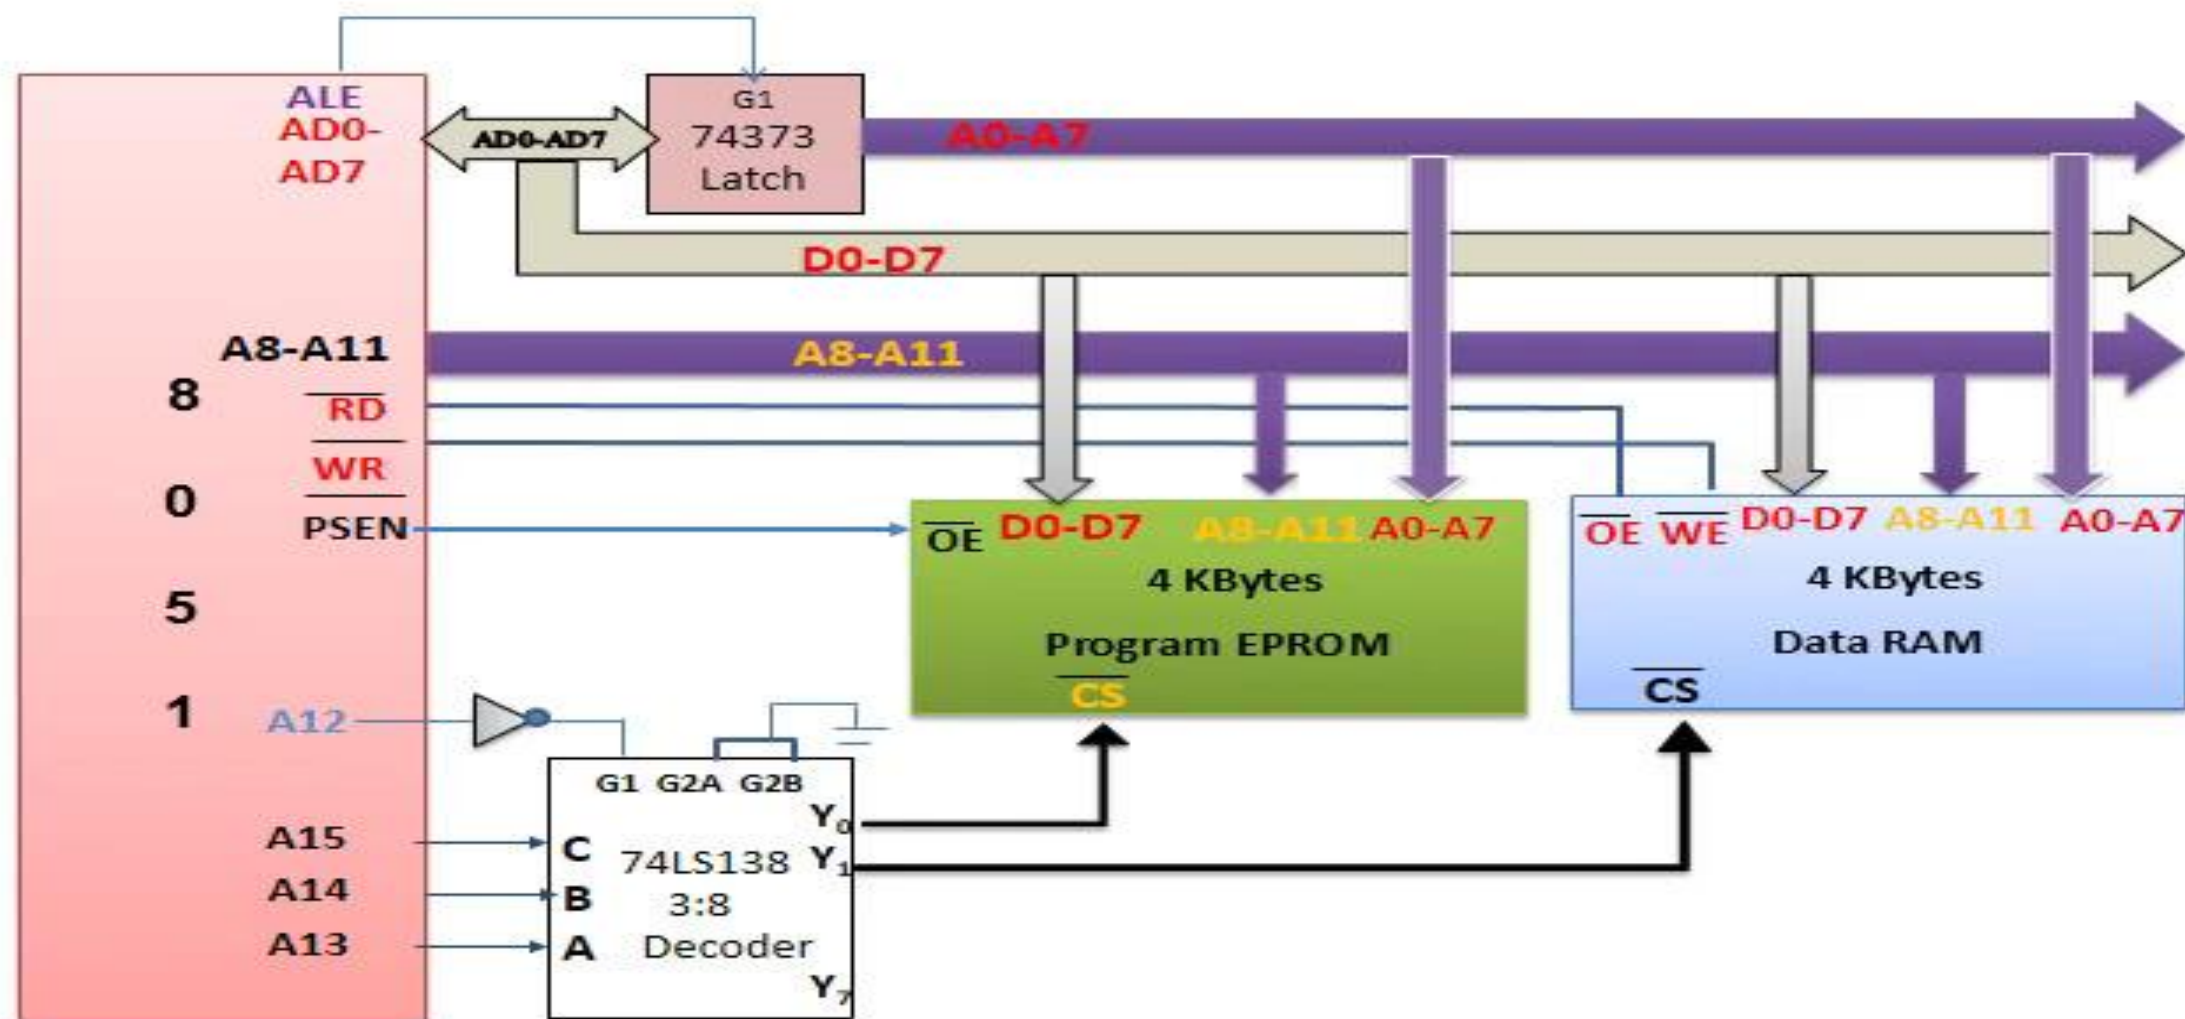 ALE
AD0-
AD7
AD0-AD7
G1
74373
Latch
A0-A7
D0-D7
A8-A11
A8-A11
RD
WR
PSEN
8
0
5
1
OE D0-D7 A8-A11 A0-A7
4 KBytes
Program EPROM
CS
OE WE D0-D7 A8-A11 A0-A7
4 KBytes
Data RAM
CS
A12
A15
A14
A13
G1 G2A G2B
Y0
C 74LS138 Y1
B 3:8
A Decoder
Y7